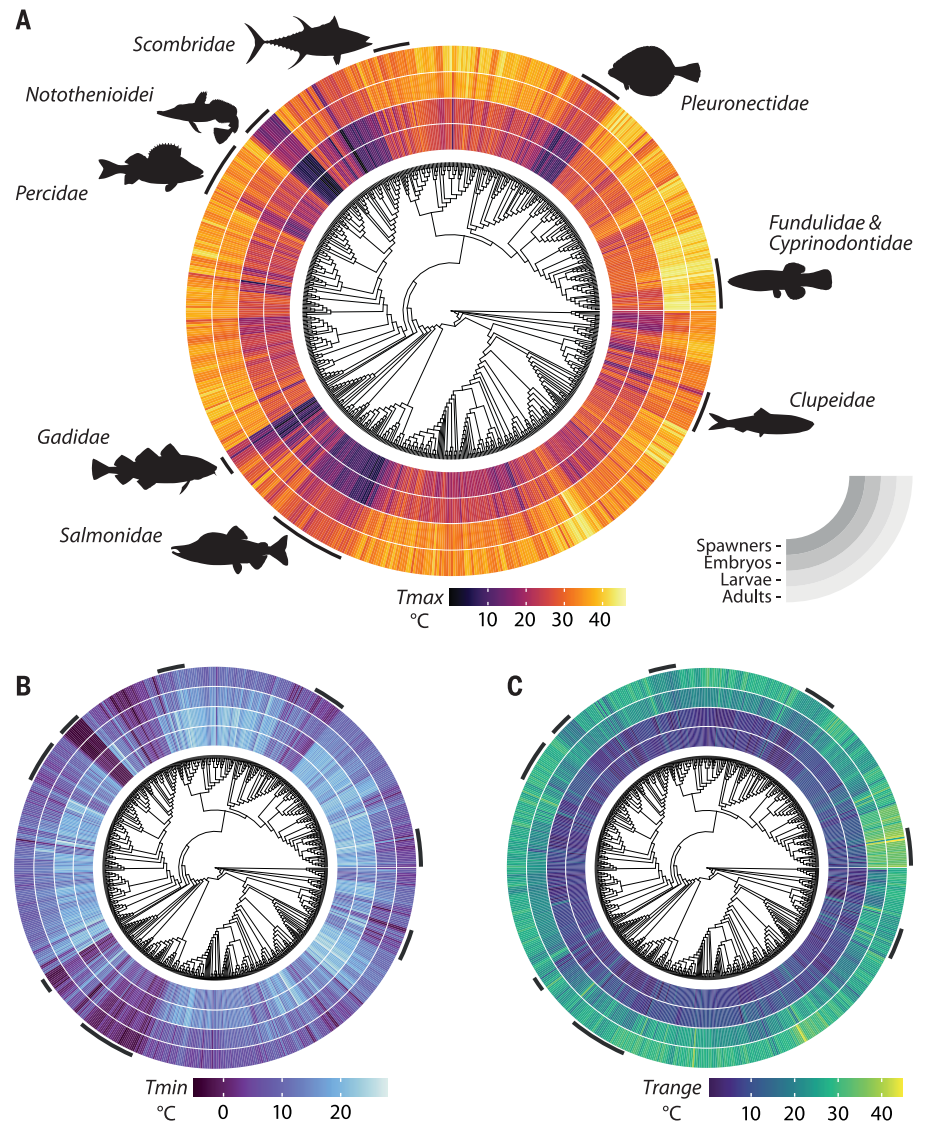 A
Scombridae
Pleuronectidae
Notothenioidei
Percidae
Fundulidae &
Cyprinodontidae
Clupeidae
Gadidae
Salmonidae
Spawners -
Embryos -
Larvae -
Adults -
Tmax
°C
10 20 30 40
B
C
Tmin
°C
0 10 20
Trange
°C
10 20 30 40